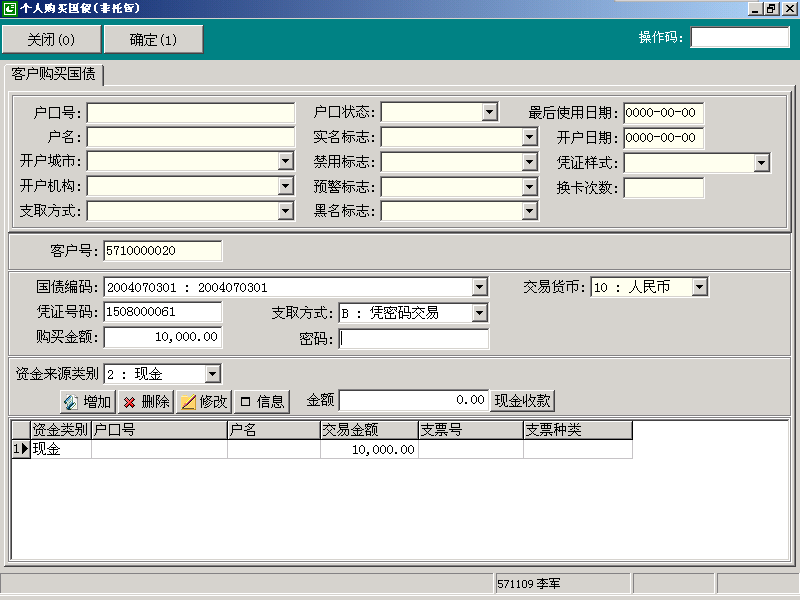 个人购买国债(非托管)
关闭(0) 确定(1) 操作码:
客户购买国债
户口号: 户口状态: 最后使用日期: 0000-00-00
户名: 实名标志: 开户日期: 0000-00-00
开户城市: 禁用标志: 凭证样式:
开户机构: 预警标志: 换卡次数:
支取方式: 黑名标志:
客户号: 5710000020
国债编码: 2004070301 : 2004070301 交易货币: 10 : 人民币
凭证号码: 1508000061 支取方式: B : 凭密码交易
购买金额: 10,000.00 密码:
资金来源类别 2 : 现金
增加 删除 修改 信息 金额 0.00 现金收款
资金类别 户口号 户名 交易金额 支票号 支票种类
1 现金 10,000.00
571109 李军